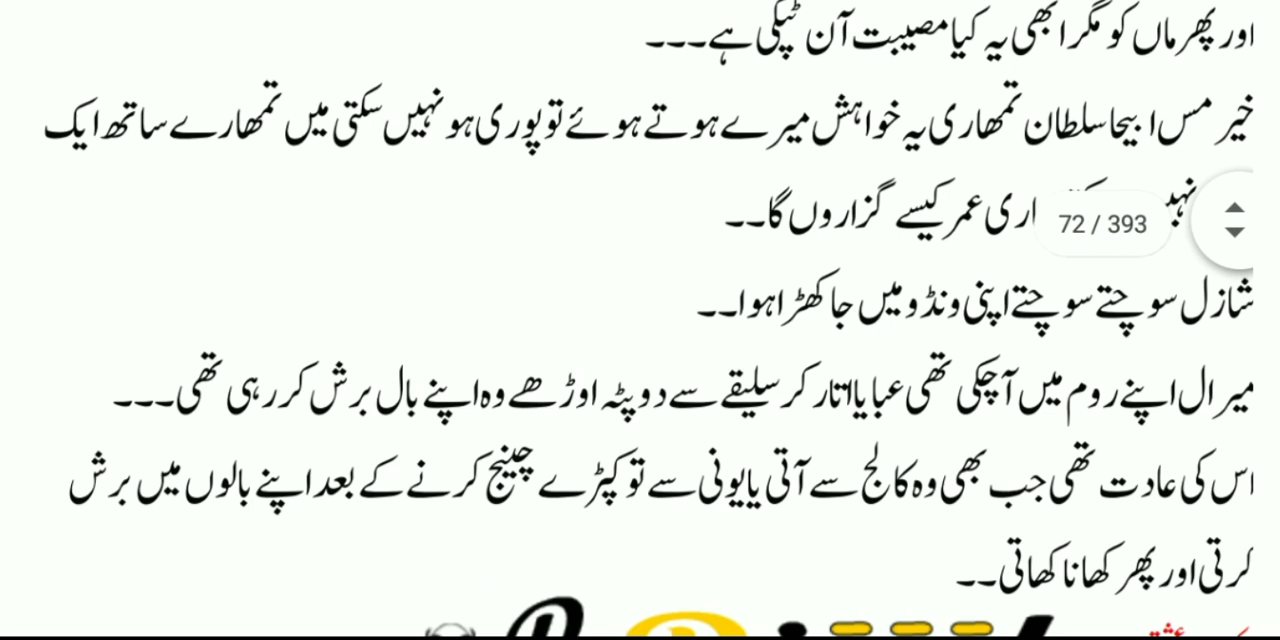 اور پھر ماں کو مگر ابھی یہ کیا مصیبت آن ٹپکی ہے۔۔۔
خیر مس ابیحا سلطان تمھاری یہ خواہش میرے ہوتے ہوئے تو پوری ہو نہیں سکتی میں تمھارے ساتھ ایک
اری عمر کیسے گزاروں گا۔۔
72 / 393
شازل سوچتے سوچتے اپنی ونڈو میں جا کھڑا ہوا۔۔
میرال اپنے روم میں آچکی تھی عبایا اتار کر سلیقے سے دوپٹہ اوڑھے وہ اپنے بال برش کر رہی تھی۔۔۔
اس کی عادت تھی جب بھی وہ کالج سے آتی یا یونی سے تو کپڑے چینج کرنے کے بعد اپنے بالوں میں برش
کرتی اور پھر کھانا کھاتی۔۔